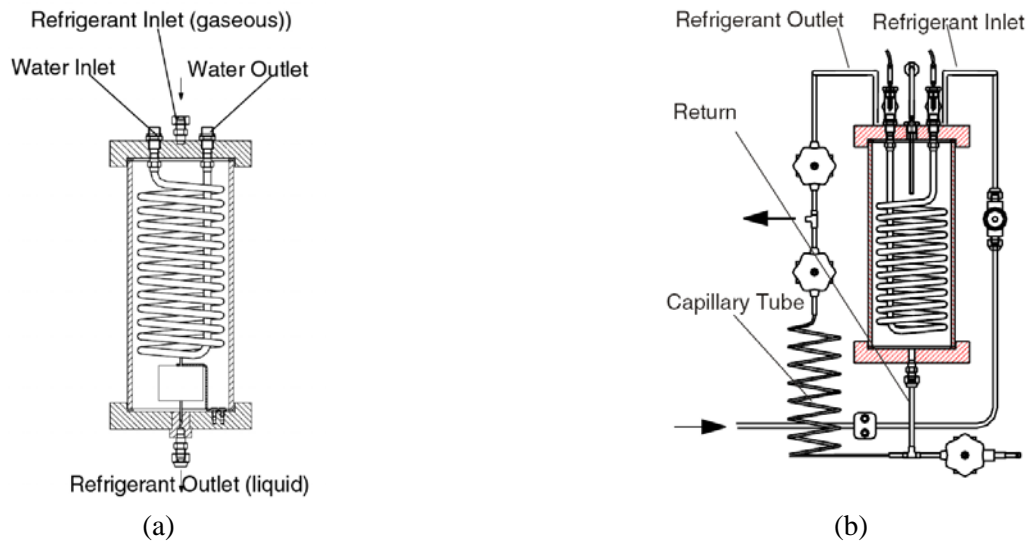 Refrigerant Inlet (gaseous))
Water Inlet
Water Outlet
Refrigerant Outlet (liquid)
(a)
Refrigerant Outlet
Refrigerant Inlet
Return
Capillary Tube
(b)